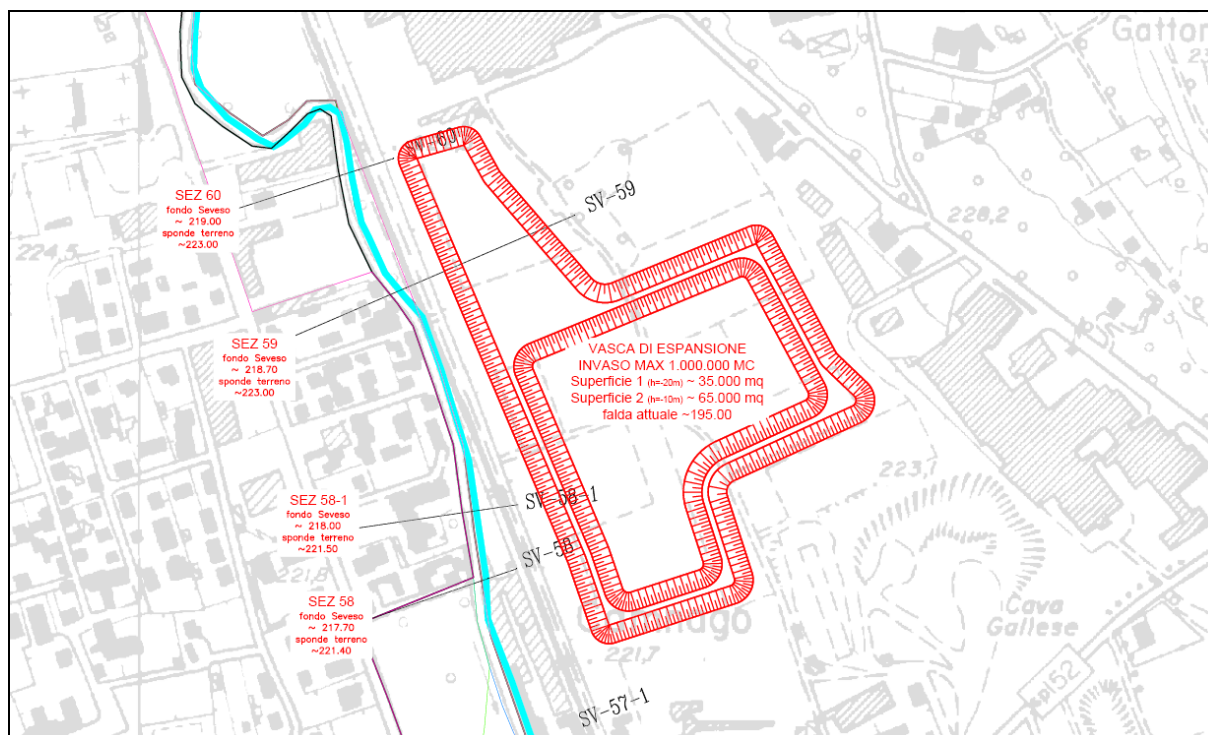 Gattor
SV-60
SEZ 60
fondo Seveso
~ 219.00
sponde terreno
~223.00
SV-59
228,2
224,5
SEZ 59
fondo Seveso
~ 218.70
sponde terreno
~223.00
VASCA DI ESPANSIONE
INVASO MAX 1.000.000 MC
Superficie 1 (h=-20m) ~ 35.000 mq
Superficie 2 (h=-10m) ~ 65.000 mq
falda attuale ~195.00
223,1
SEZ 58-1
fondo Seveso
~ 218.00
sponde terreno
~221.50
SV-58-1
SV-58
221,8
SEZ 58
fondo Seveso
~ 217.70
sponde terreno
~221.40
Cava
Gallese
221,7
sp152
SV-57-1